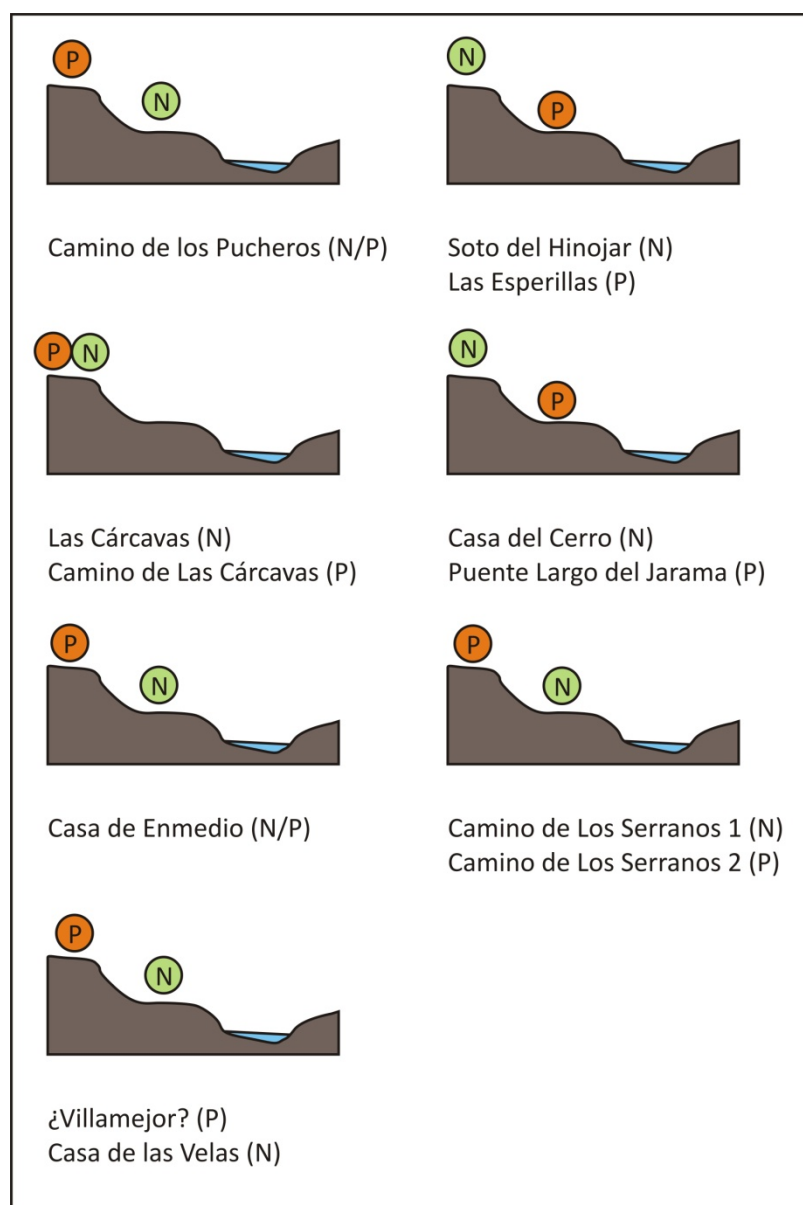 P
N
Camino de los Pucheros (N/P)
N
P
Soto del Hinojar (N)
Las Esperillas (P)
P N
Las Cárcavas (N)
Camino de Las Cárcavas (P)
N
P
Casa del Cerro (N)
Puente Largo del Jarama (P)
P
N
Casa de Enmedio (N/P)
P
N
Camino de Los Serranos 1 (N)
Camino de Los Serranos 2 (P)
P
N
¿Villamejor? (P)
Casa de las Velas (N)